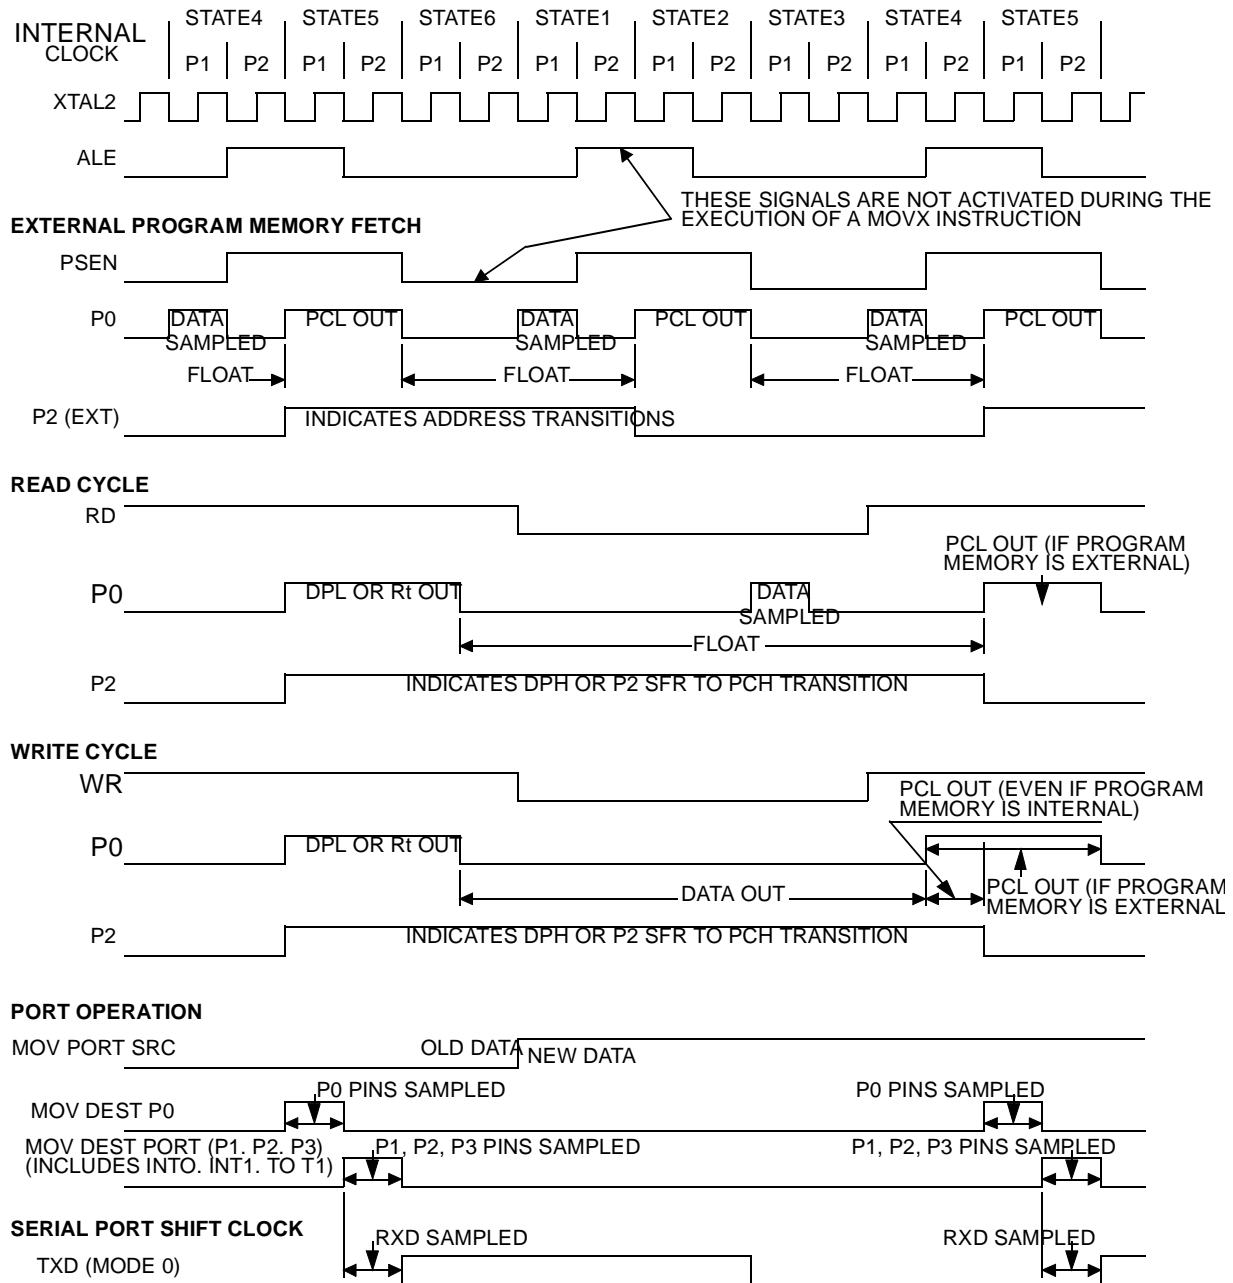 INTERNAL
CLOCK
STATE4 STATE5 STATE6 STATE1 STATE2 STATE3 STATE4 STATE5
P1 P2 P1 P2 P1 P2 P1 P2 P1 P2 P1 P2 P1 P2 P1 P2
XTAL2
ALE
THESE SIGNALS ARE NOT ACTIVATED DURING THE
EXECUTION OF A MOVX INSTRUCTION
EXTERNAL PROGRAM MEMORY FETCH
PSEN
P0 DATA PCL OUT DATA PCL OUT DATA PCL OUT
SAMPLED SAMPLED SAMPLED
FLOAT FLOAT FLOAT
P2 (EXT) INDICATES ADDRESS TRANSITIONS
READ CYCLE
RD
PCL OUT (IF PROGRAM
MEMORY IS EXTERNAL)
P0 DPL OR Rt OUT DATA
SAMPLED
FLOAT
P2 INDICATES DPH OR P2 SFR TO PCH TRANSITION
WRITE CYCLE
WR
PCL OUT (EVEN IF PROGRAM
MEMORY IS INTERNAL)
P0 DPL OR Rt OUT
DATA OUT
PCL OUT (IF PROGRAM
MEMORY IS EXTERNAL
P2 INDICATES DPH OR P2 SFR TO PCH TRANSITION
PORT OPERATION
MOV PORT SRC OLD DATA NEW DATA
P0 PINS SAMPLED P0 PINS SAMPLED
MOV DEST P0
MOV DEST PORT (P1. P2. P3) P1, P2, P3 PINS SAMPLED P1, P2, P3 PINS SAMPLED
(INCLUDES INTO. INT1. TO T1)
SERIAL PORT SHIFT CLOCK
RXD SAMPLED RXD SAMPLED
TXD (MODE 0)